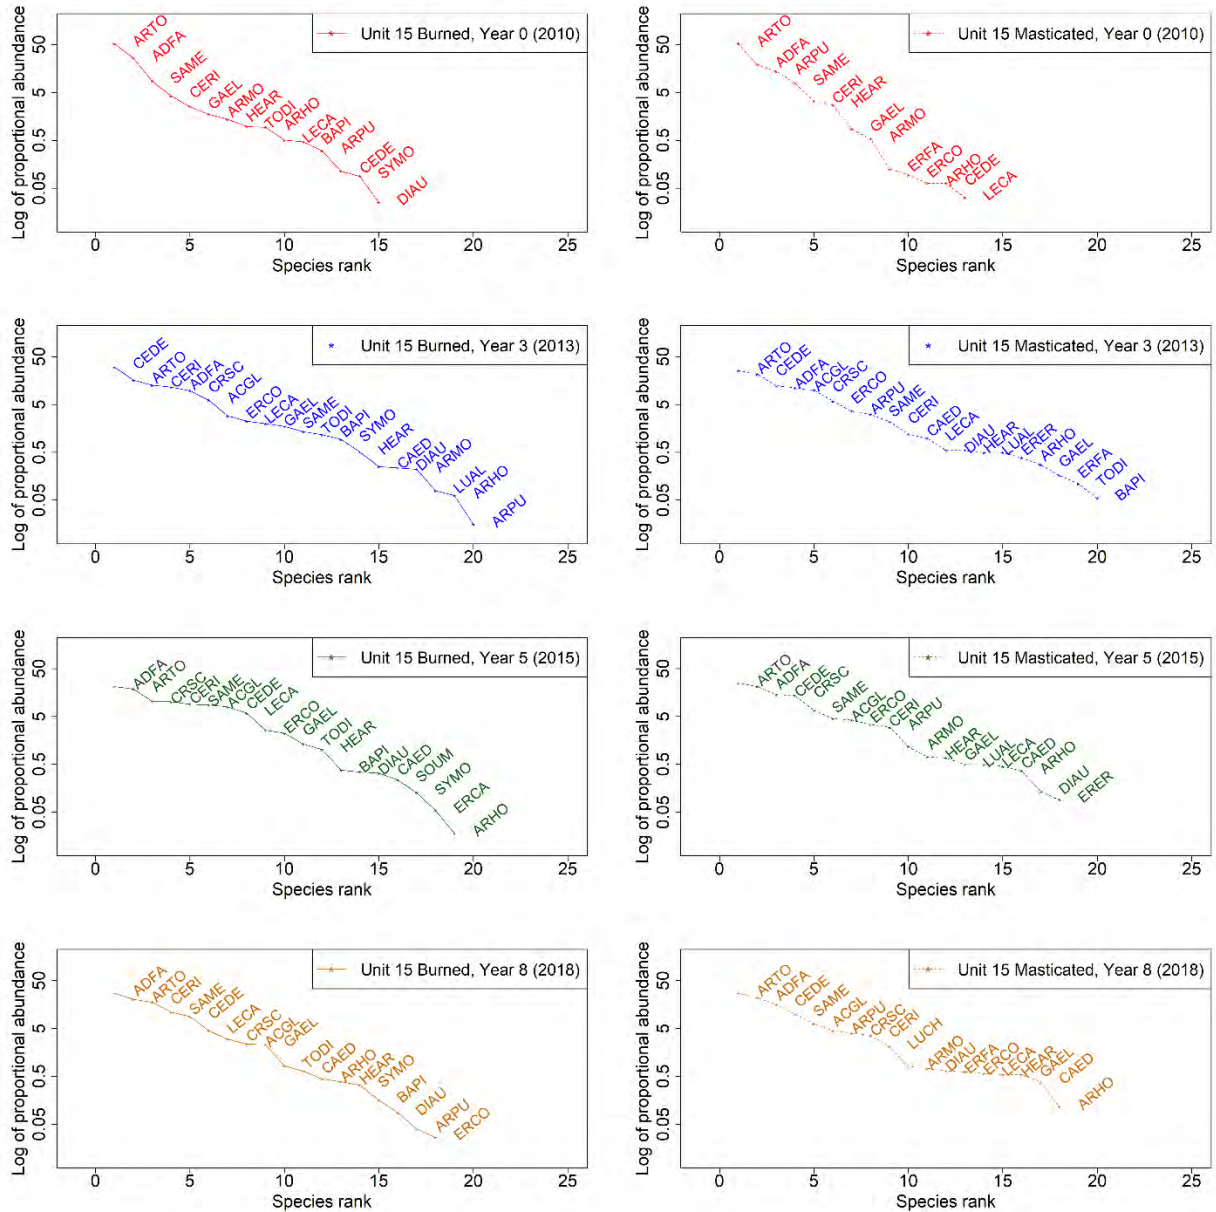 Log of proportional abundance
50
5
0.5
0.05
Unit 15 Burned, Year 0 (2010)
ARTO
ADFA
SAME
CERI
GAEL
ARMO
HEAR
TODI
ARHO
LECA
BAPI
ARPU
CEDE
SYMO
DIAU
0 5 10 15 20 25
Species rank
Log of proportional abundance
50
5
0.5
0.05
Unit 15 Masticated, Year 0 (2010)
ARTO
ADFA
ARPU
SAME
CERI
HEAR
GAEL
ARMO
ERFA
ERCO
ARHO
CEDE
LECA
0 5 10 15 20 25
Species rank
Log of proportional abundance
50
5
0.5
0.05
Unit 15 Burned, Year 3 (2013)
CEDE
ARTO
CERI
ADFA
CRSC
ACGL
ERCO
LECA
GAEL
SAME
TODI
BAPI
SYMO
HEAR
CAED
DIAU
ARMO
LUAL
ARHO
ARPU
0 5 10 15 20 25
Species rank
Log of proportional abundance
50
5
0.5
0.05
Unit 15 Masticated, Year 3 (2013)
ARTO
CEDE
ADFA
ACGL
CRSC
ERCO
ARPU
SAME
CERI
CAED
LECA
DIAU
HEAR
LUAL
ERER
ARHO
GAEL
ERFA
TODI
BAPI
0 5 10 15 20 25
Species rank
Log of proportional abundance
50
5
0.5
0.05
Unit 15 Burned, Year 5 (2015)
ADFA
ARTO
CRSC
CERI
SAME
ACGL
CEDE
LECA
ERCO
GAEL
TODI
HEAR
BAPI
DIAU
CAED
SOUM
SYMO
ERCA
ARHO
0 5 10 15 20 25
Species rank
Log of proportional abundance
50
5
0.5
0.05
Unit 15 Masticated, Year 5 (2015)
ARTO
ADFA
CEDE
CRSC
SAME
ACGL
ERCO
CERI
ARPU
ARMO
HEAR
GAEL
LUAL
LECA
CAED
ARHO
DIAU
ERER
0 5 10 15 20 25
Species rank
Log of proportional abundance
50
5
0.5
0.05
Unit 15 Burned, Year 8 (2018)
ADFA
ARTO
CERI
SAME
CEDE
LECA
CRSC
ACGL
GAEL
TODI
CAED
ARHO
HEAR
SYMO
BAPI
DIAU
ARPU
ERCO
0 5 10 15 20 25
Species rank
Log of proportional abundance
50
5
0.5
0.05
Unit 15 Masticated, Year 8 (2018)
ARTO
ADFA
CEDE
SAME
ACGL
ARPU
CRSC
CERI
LUCH
ARMO
DIAU
ERFA
ERCO
LECA
HEAR
GAEL
CAED
ARHO
0 5 10 15 20 25
Species rank